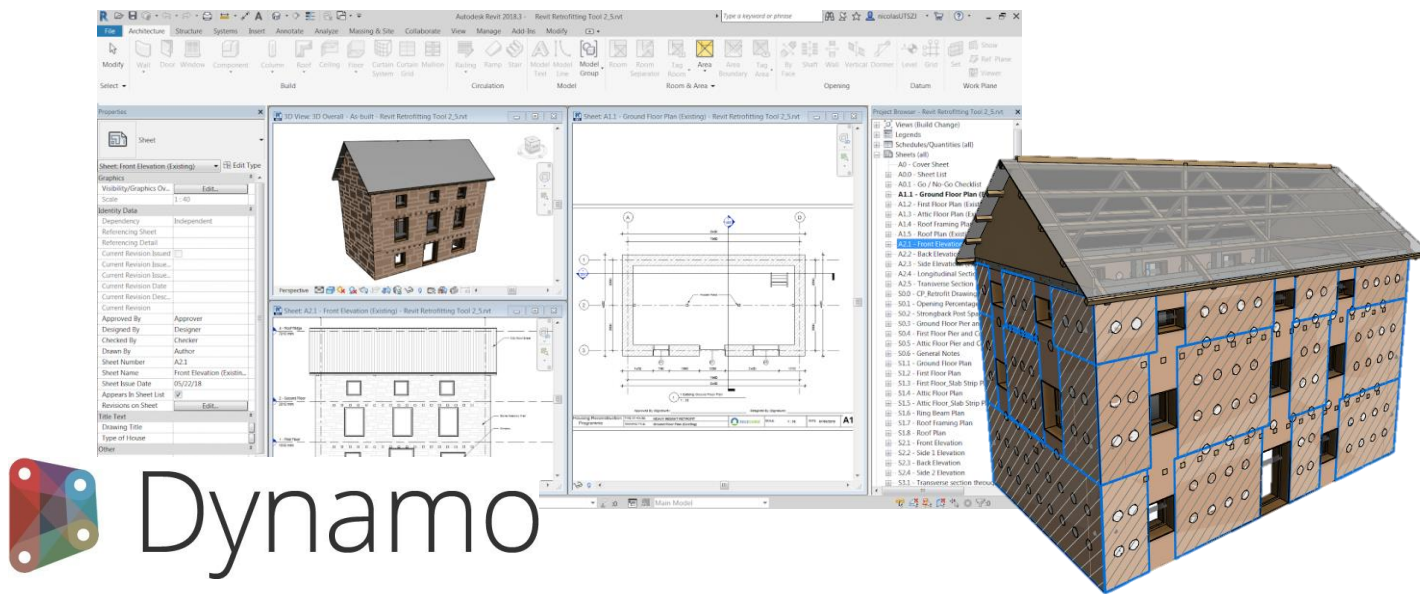 Autodesk Revit 2018.3 - Revit Retrofitting Tool 2_S.rvt
Type a keyword or phrase
nicolasUTSZJ
File Architecture Structure Systems Insert Annotate Analyze Massing & Site Collaborate View Manage Add-Ins Modify
Modify Wall Door Window Component Column Roof Ceiling Floor Curtain System Curtain Grid Mullion Railing Ramp Stair Model Text Model Line Model Group Room Room Separator Tag Room Area Area Boundary Tag Area By Face Shaft Wall Vertical Dormer Level Grid Set Show Ref Plane Viewer
Select Build Circulation Model Room & Area Opening Datum Work Plane
Properties
Sheet
Sheet: Front Elevation (Existing) Edit Type
Graphics
Visibility/Graphics Ov... Edit...
Scale 1 : 40
Identity Data
Dependency Independent
Referencing Sheet
Referencing Detail
Current Revision Issued
Current Revision Issue...
Current Revision Issue...
Current Revision Date
Current Revision Desc...
Current Revision
Approved By Approver
Designed By Designer
Checked By Checker
Drawn By Author
Sheet Number A2.1
Sheet Name Front Elevation (Existin...
Sheet Issue Date 05/22/18
Appears In Sheet List
Revisions on Sheet Edit...
Title Text
Drawing Title
Type of House
Other
3D View: 3D Overall - As-built - Revit Retrofitting Tool 2_S.rvt
Perspective
Sheet: A2.1 - Front Elevation (Existing) - Revit Retrofitting Tool 2_S.rvt
Sheet: A1.1 - Ground Floor Plan (Existing) - Revit Retrofitting Tool 2_S.rvt
A D
1
2
3
A1
Main Model
Project Browser - Revit Retrofitting Tool 2_S.rvt
Views (Build Change)
Legends
Schedules/Quantities (all)
Sheets (all)
A0 - Cover Sheet
A0.0 - Sheet List
A0.1 - Go / No-Go Checklist
A1.1 - Ground Floor Plan (E
A1.2 - First Floor Plan (Exist
A1.3 - Attic Floor Plan (Ex
A1.4 - Roof Framing Plan
A1.5 - Roof Plan (Existi
A2.1 - Front Elevation
A2.2 - Back Elevation
A2.3 - Side Elevation
A2.4 - Longitudinal Sectio
A2.5 - Transverse Section
S0.0 - CP_Retrofit Drawing
S0.1 - Opening Percentage
S0.2 - Strongback Post Spa
S0.3 - Ground Floor Pier an
S0.4 - First Floor Pier and C
S0.5 - Attic Floor Pier and C
S0.6 - General Notes
S1.1 - Ground Floor Plan
S1.2 - First Floor Plan
S1.3 - First Floor_Slab Strip P
S1.4 - Attic Floor Plan
S1.5 - Attic Floor_Slab Strip P
S1.6 - Ring Beam Plan
S1.7 - Roof Framing Plan
S1.8 - Roof Plan
S2.1 - Front Elevation
S2.2 - Side 1 Elevation
S2.3 - Back Elevation
S2.4 - Side 2 Elevation
S3.1 - Transverse section throug
Dynamo